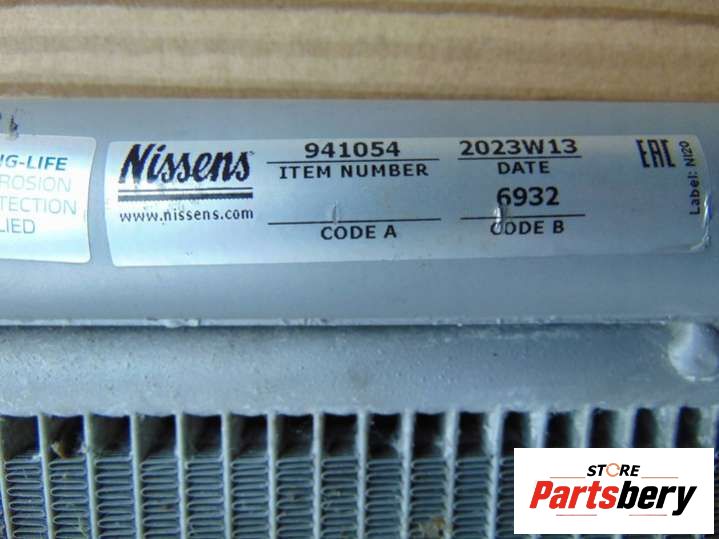 NG-LIFE
ROSION
TECTION
LIED
Nissens
www.nissens.com
941054
ITEM NUMBER
CODE A
2023W13
DATE
6932
CODE B
EAC
Label: NI20
STORE
Partsbery